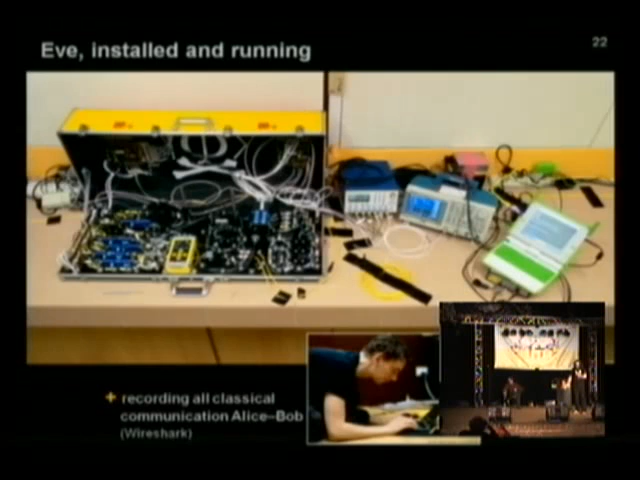 Eve, installed and running
22
+ recording all classical
communication Alice–Bob
(Wireshark)